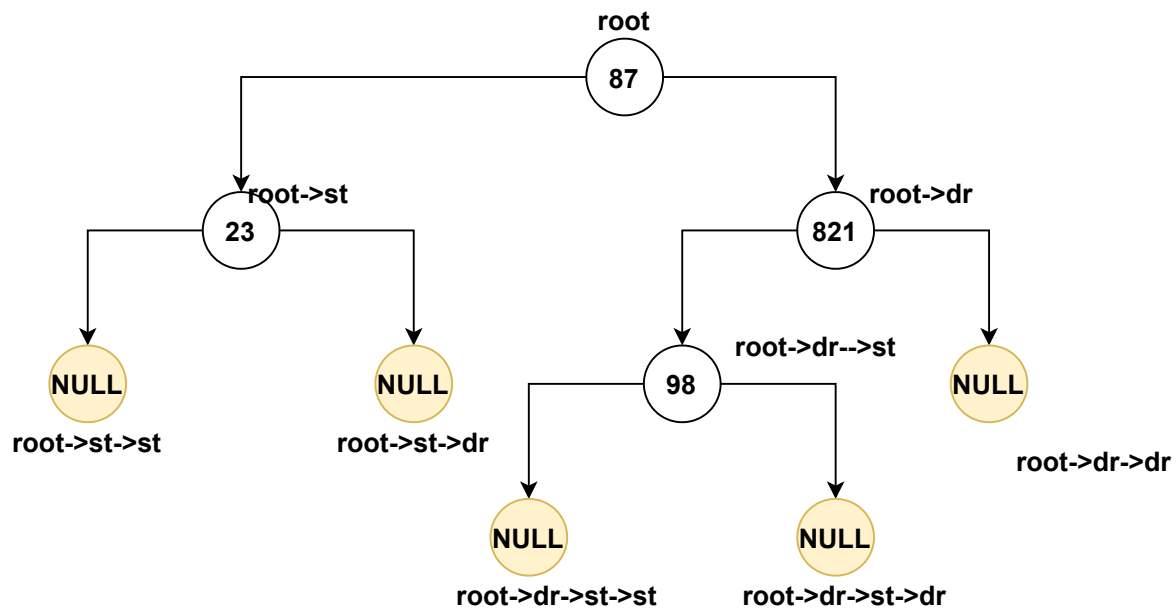 root
87
root->st
root->dr
23
821
root->dr-->st
NULL
NULL
98
NULL
root->st->st
root->st->dr
root->dr->dr
NULL
NULL
root->dr->st->st
root->dr->st->dr